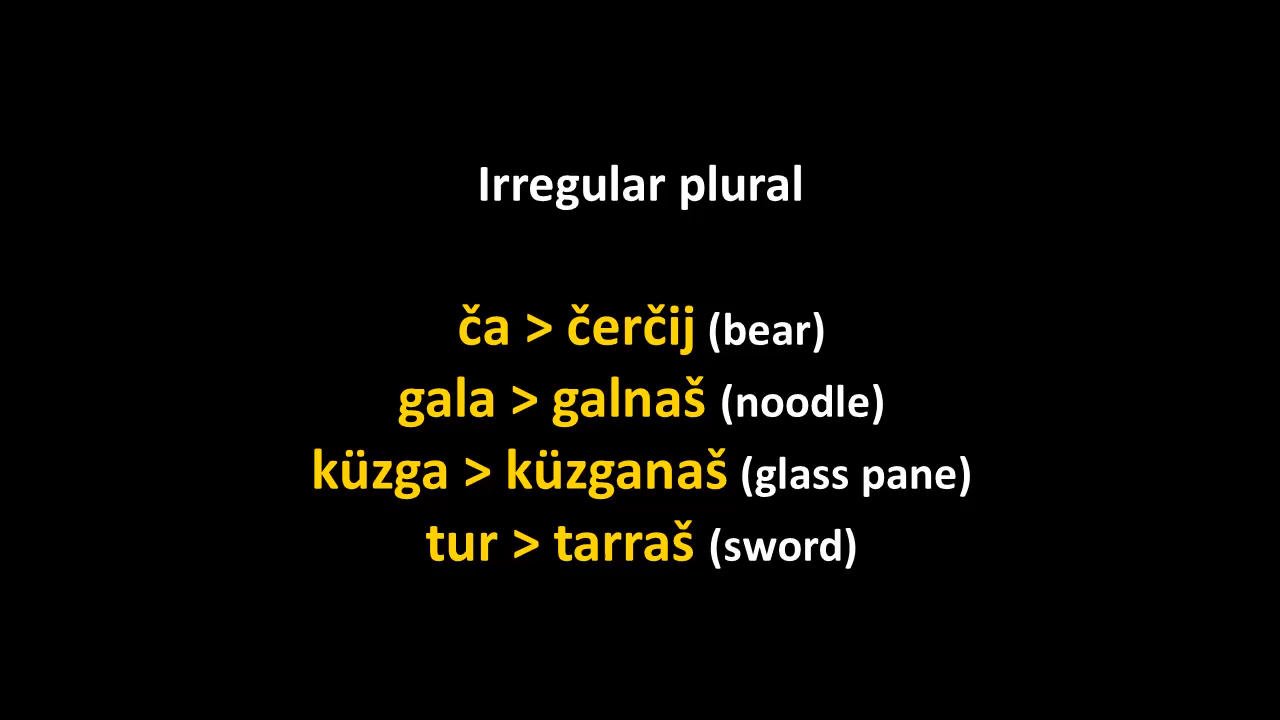 Irregular plural
ča > čerčij (bear)
gala > galnaš (noodle)
küzga > küzganaš (glass pane)
tur > tarraš (sword)